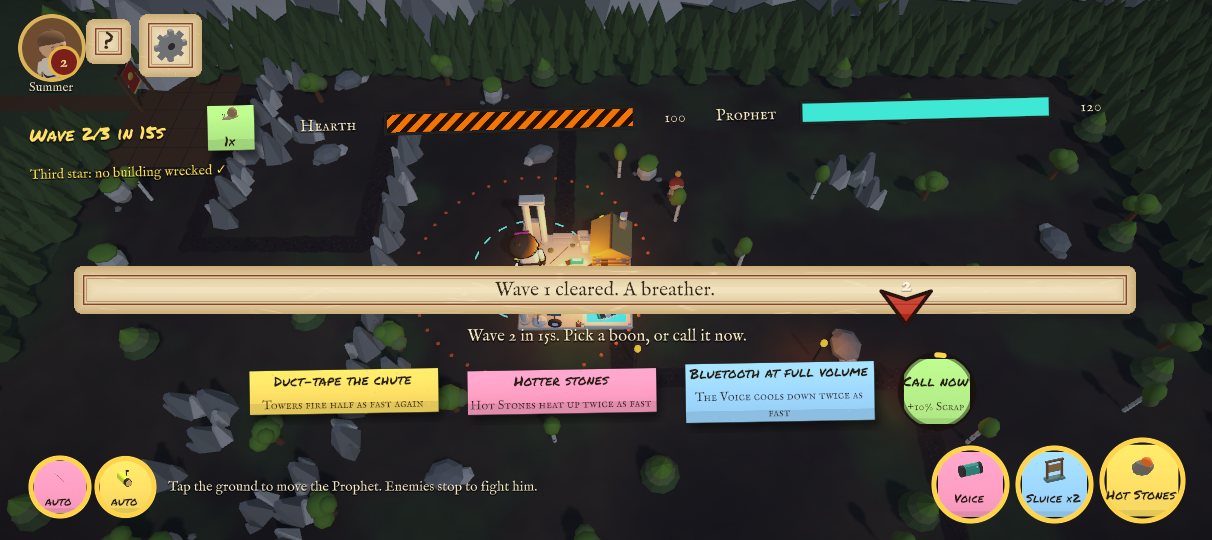 ?
2
Summer
Wave 2/3 in 15s
1x
Hearth
100
Prophet
120
Third star: no building wrecked ✓
Wave 1 cleared. A breather.
2
Wave 2 in 15s. Pick a boon, or call it now.
Duct-tape the chute
Towers fire half as fast again
Hotter stones
Hot Stones heat up twice as fast
Bluetooth at full volume
The Voice cools down twice as
fast
Call now
+10% Scrap
Auto
Auto
Tap the ground to move the Prophet. Enemies stop to fight him.
Voice
Sluice x2
Hot Stones